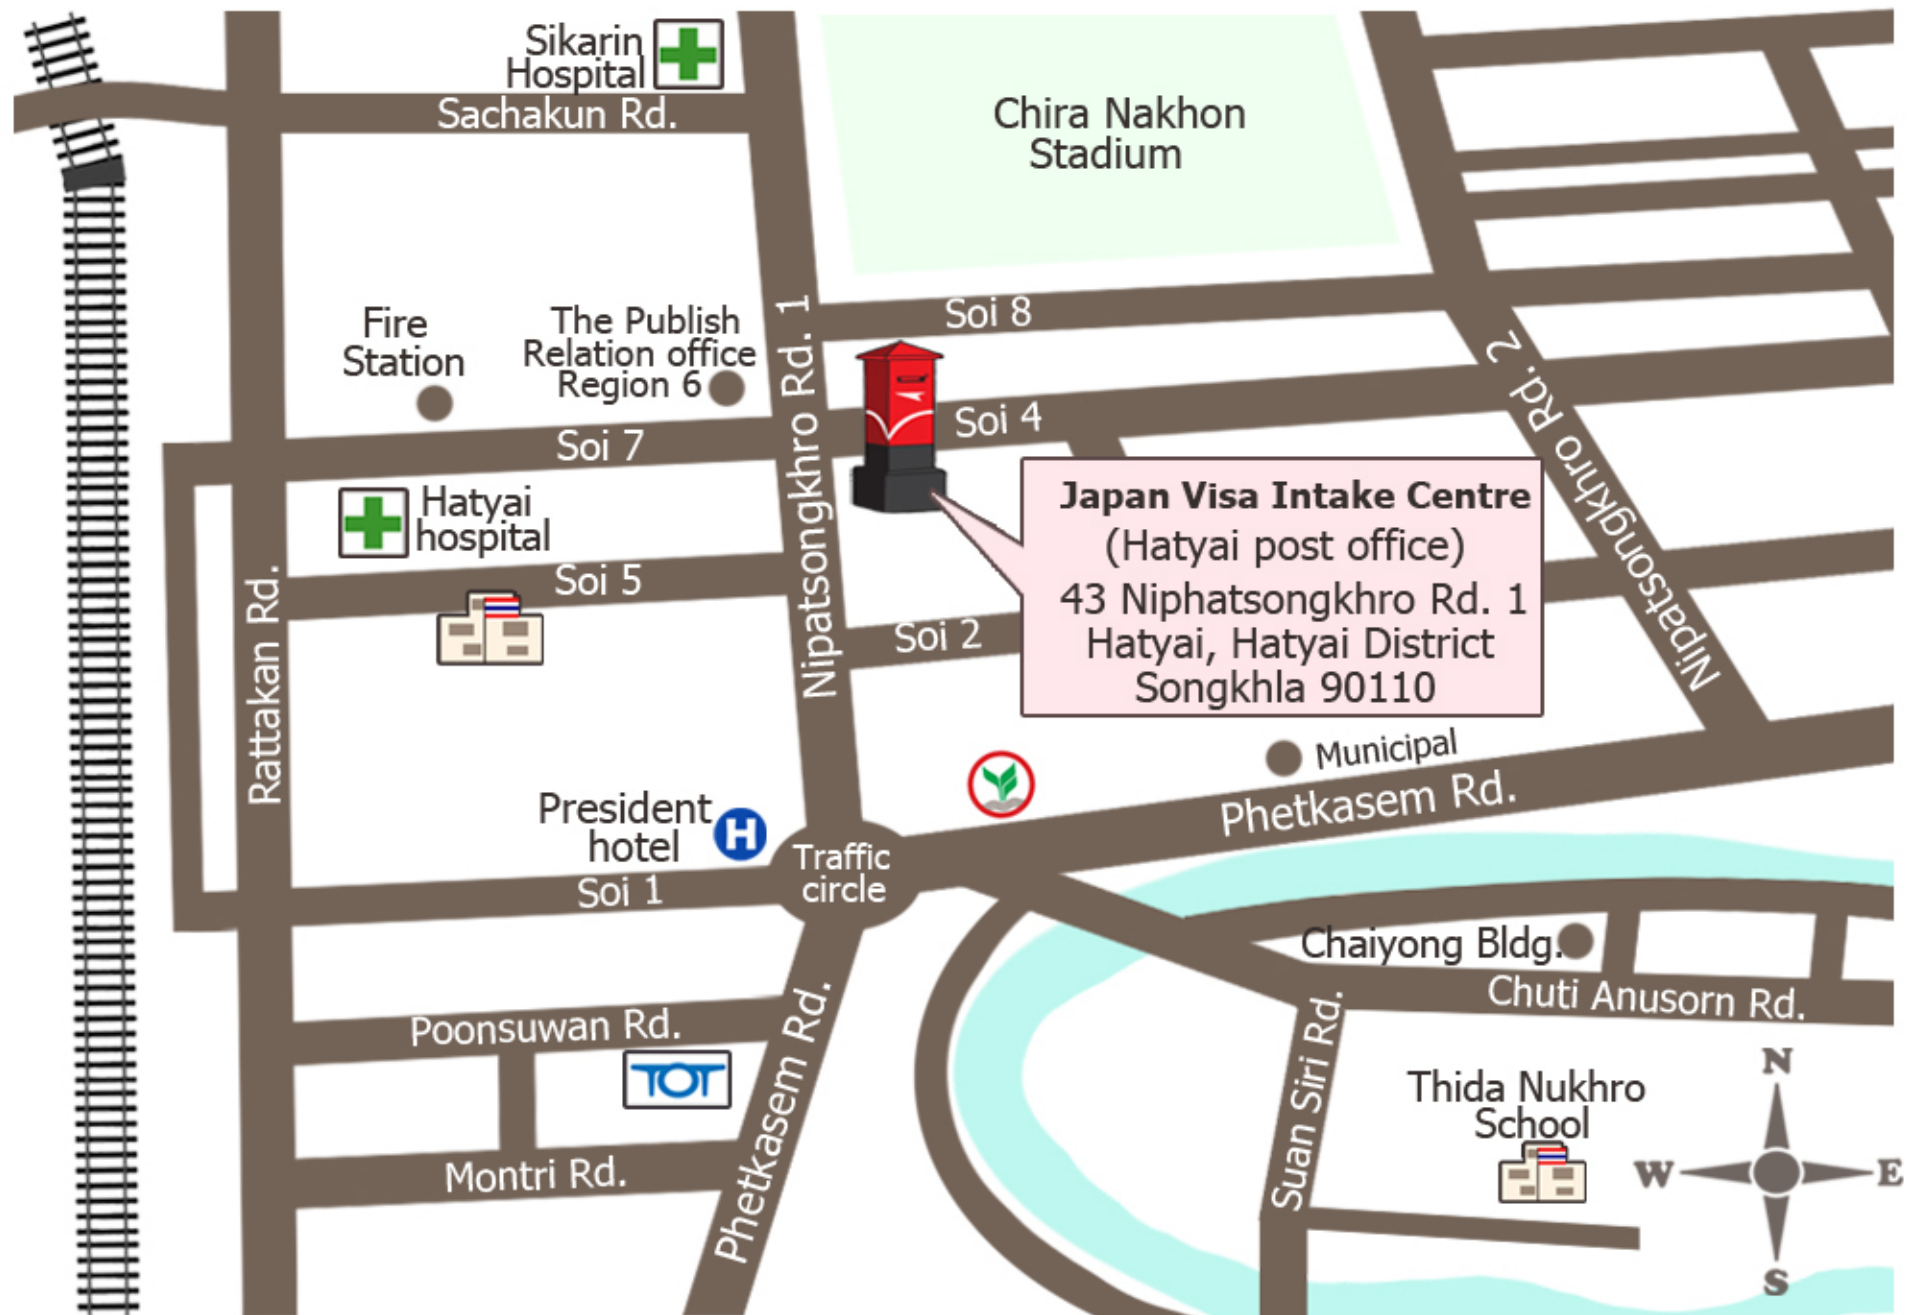 Sikarin
Hospital
Sachakun Rd.
Chira Nakhon
Stadium
Fire
Station
The Publish
Relation office
Region 6
Soi 8
Soi 4
Soi 7
Nipatsongkhro Rd. 1
Nipatsongkhro Rd. 2
Hatyai
hospital
Soi 5
Soi 2
Japan Visa Intake Centre
(Hatyai post office)
43 Niphatsongkhro Rd. 1
Hatyai, Hatyai District
Songkhla 90110
Rattakan Rd.
Municipal
Phetkasem Rd.
President
hotel
H
Traffic
circle
Soi 1
Chaiyong Bldg.
Chuti Anusorn Rd.
Poonsuwan Rd.
TOT
Phetkasem Rd.
Montri Rd.
Suan Siri Rd.
Thida Nukhro
School
N
W
E
S